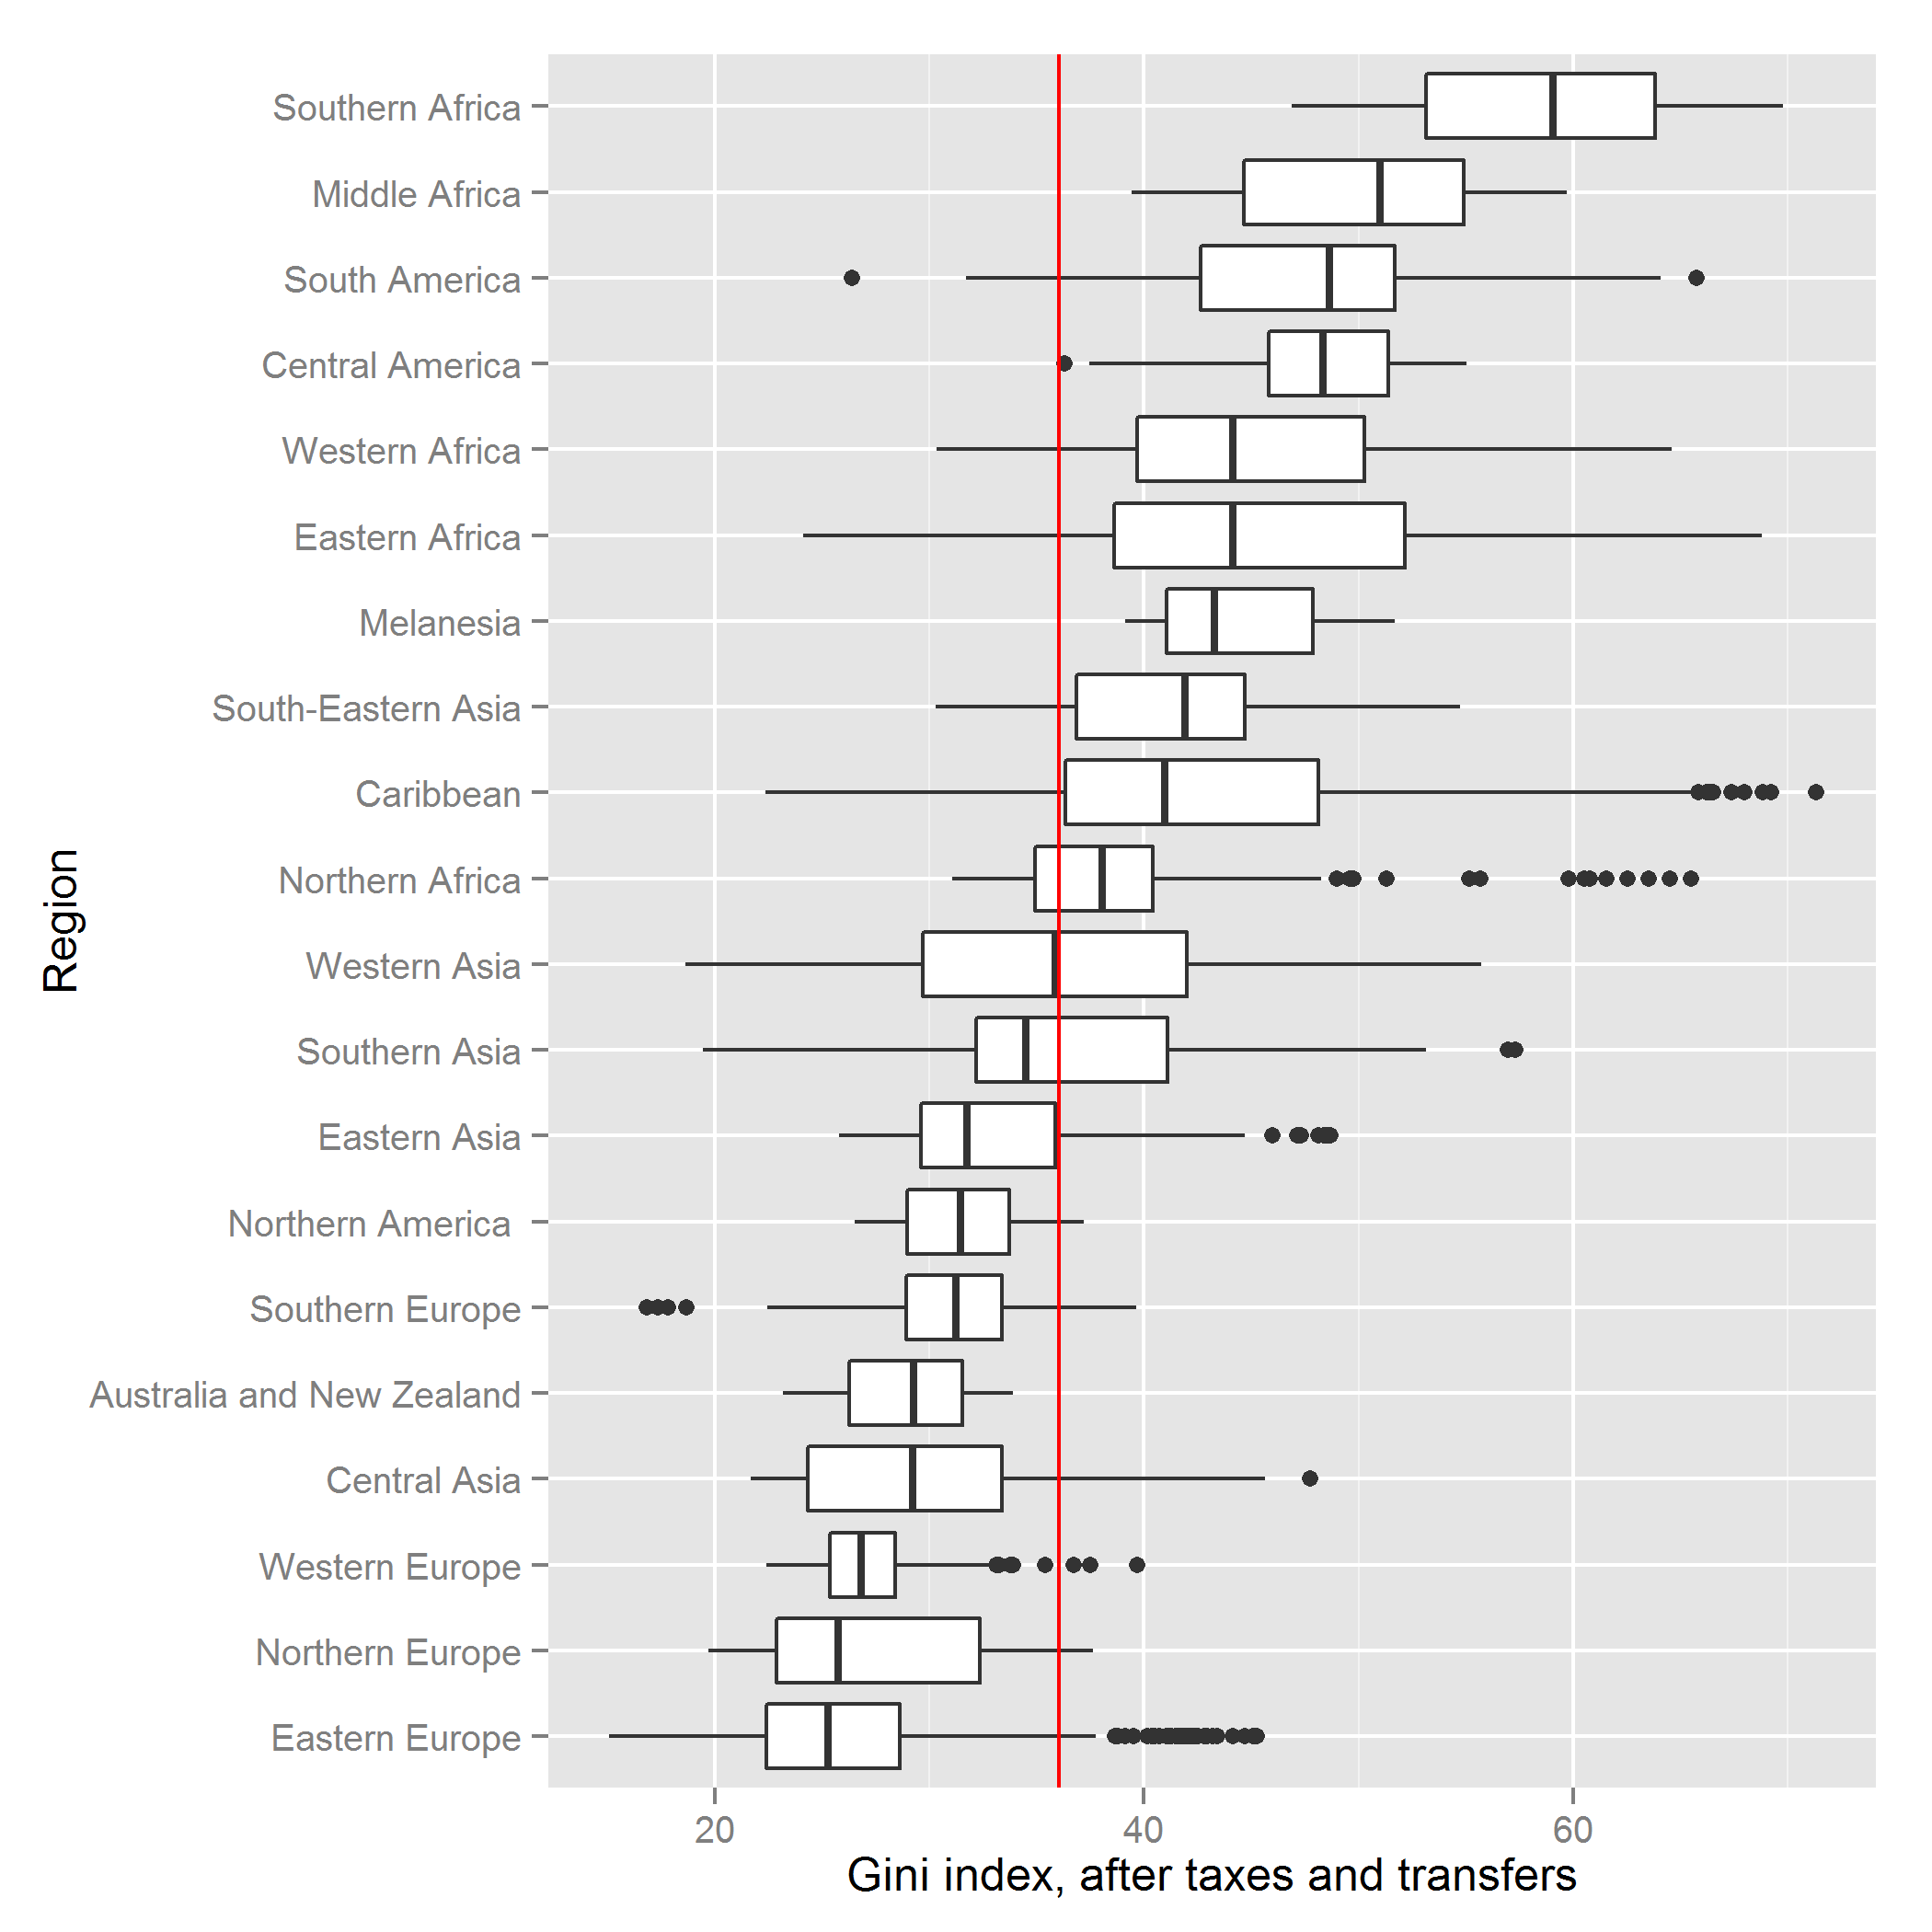 Southern Africa
Middle Africa
South America
Central America
Western Africa
Eastern Africa
Melanesia
South-Eastern Asia
Caribbean
Northern Africa
Western Asia
Southern Asia
Eastern Asia
Northern America
Southern Europe
Australia and New Zealand
Central Asia
Western Europe
Northern Europe
Eastern Europe
Region
20 40 60
Gini index, after taxes and transfers